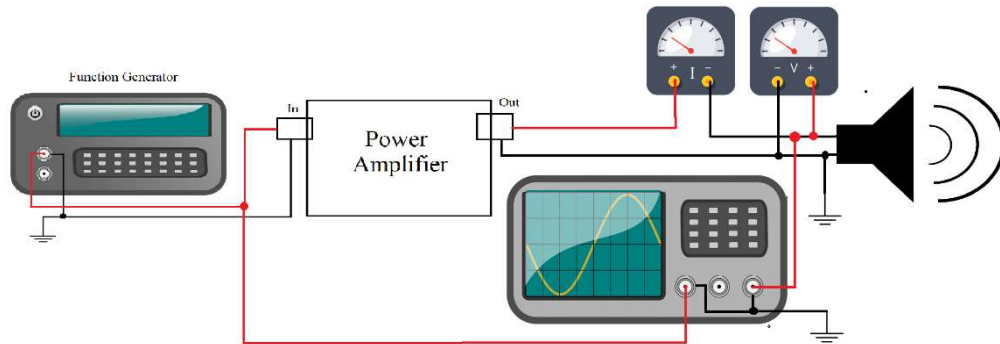 Function Generator
In
Out
Power
Amplifier
+ I −
− V +